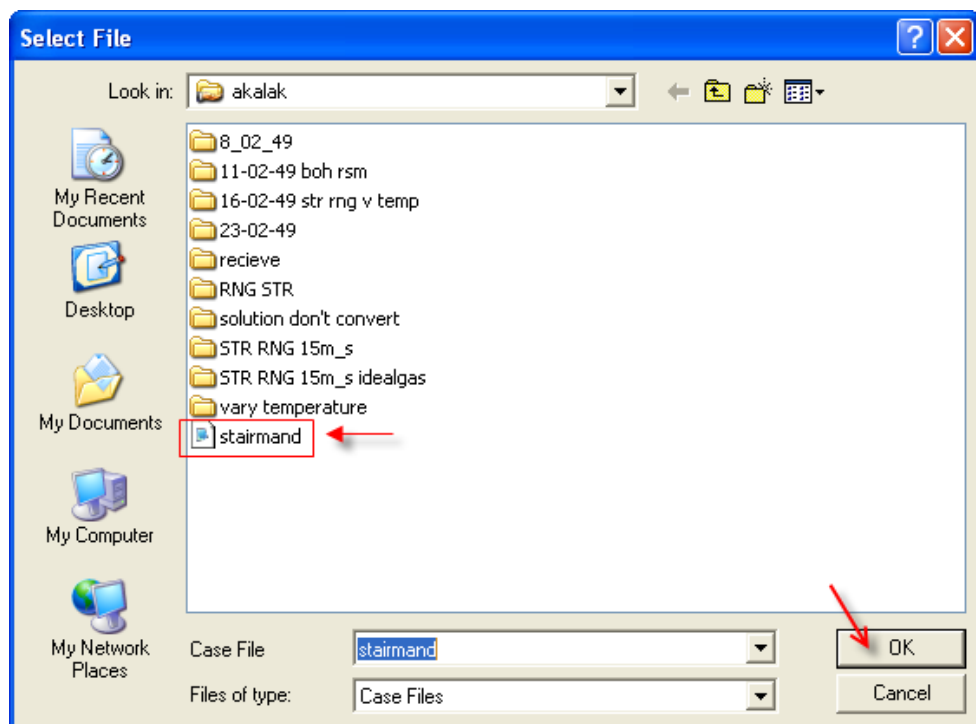 Select File
Look in: akalak
My Recent
Documents
Desktop
My Documents
My Computer
My Network
Places
8_02_49
11-02-49 boh rsm
16-02-49 str rng v temp
23-02-49
recieve
RNG STR
solution don't convert
STR RNG 15m_s
STR RNG 15m_s idealgas
vary temperature
stairmand
Case File stairmand OK
Files of type: Case Files Cancel